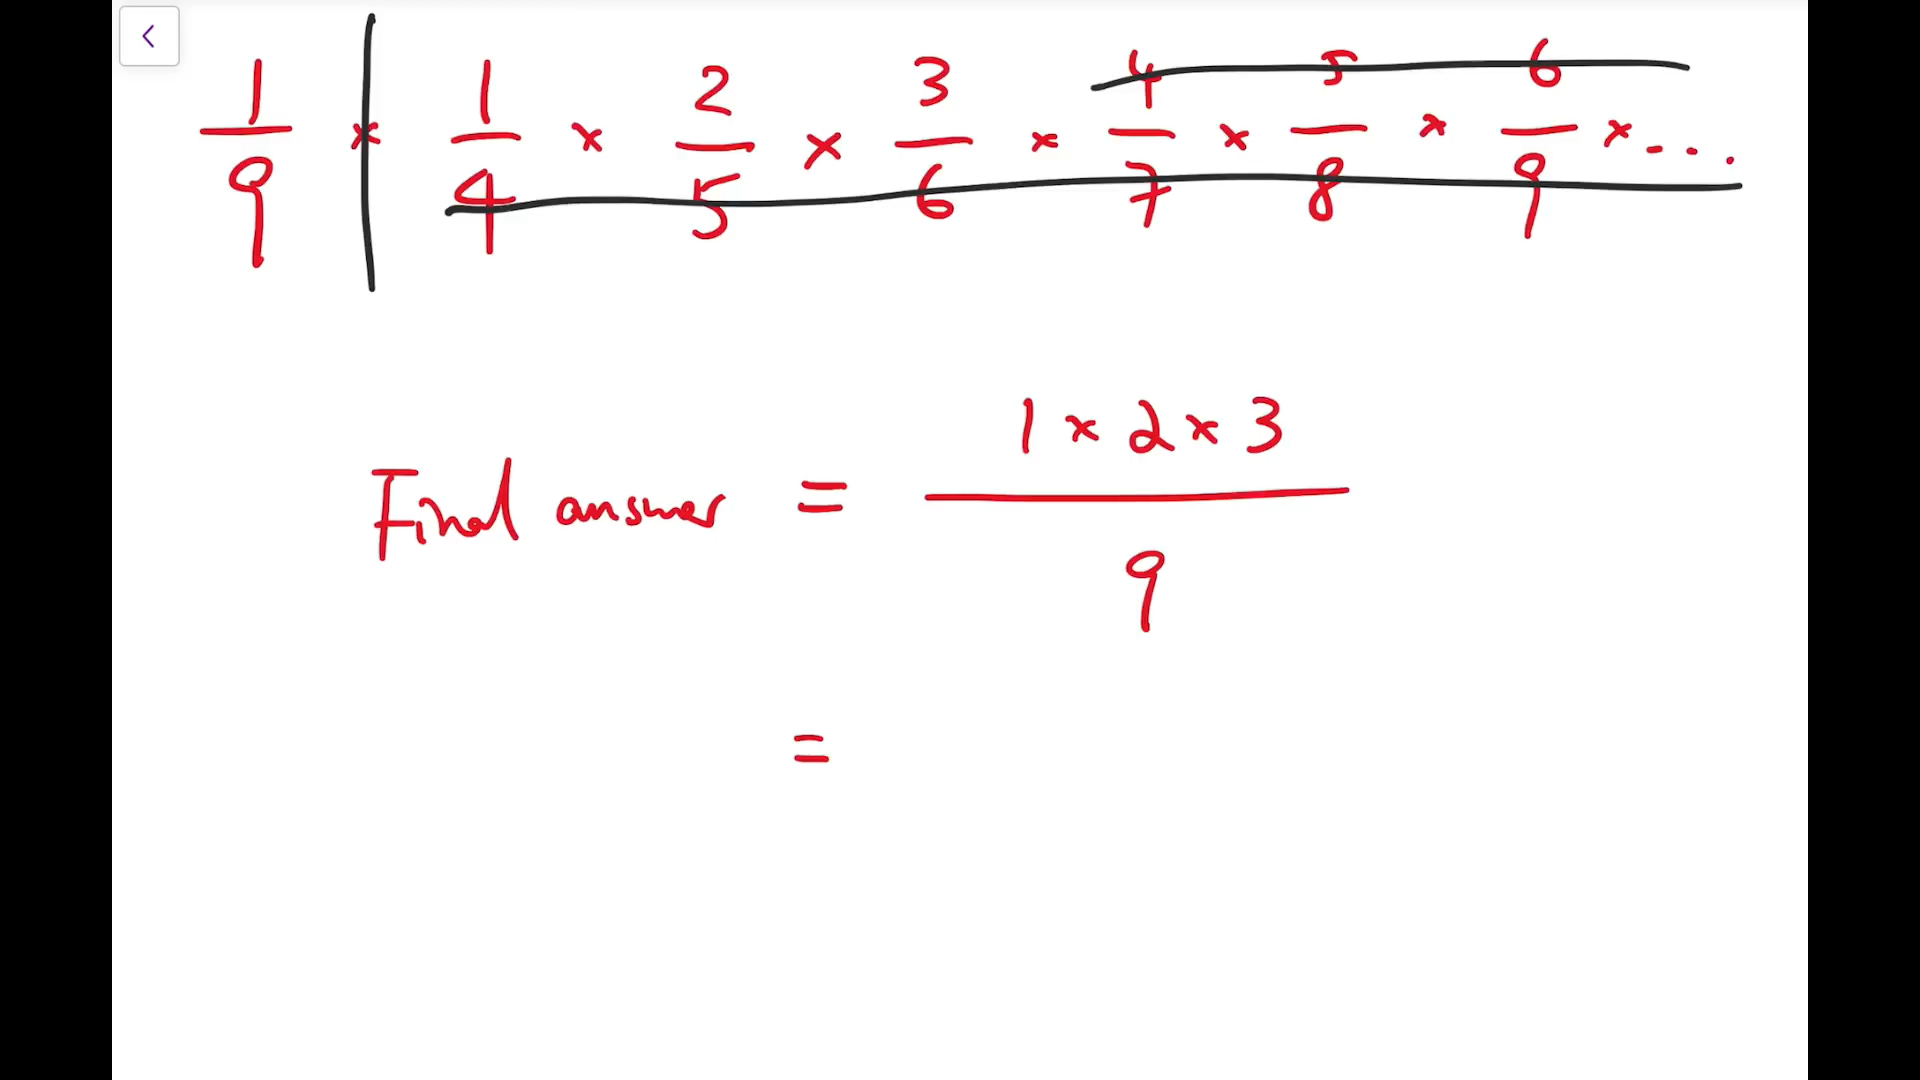 1/9 × 1/4 × 2/5 × 3/6 × 4/7 × 5/8 × 6/9 × ...
Final answer = 1 × 2 × 3 / 9
=